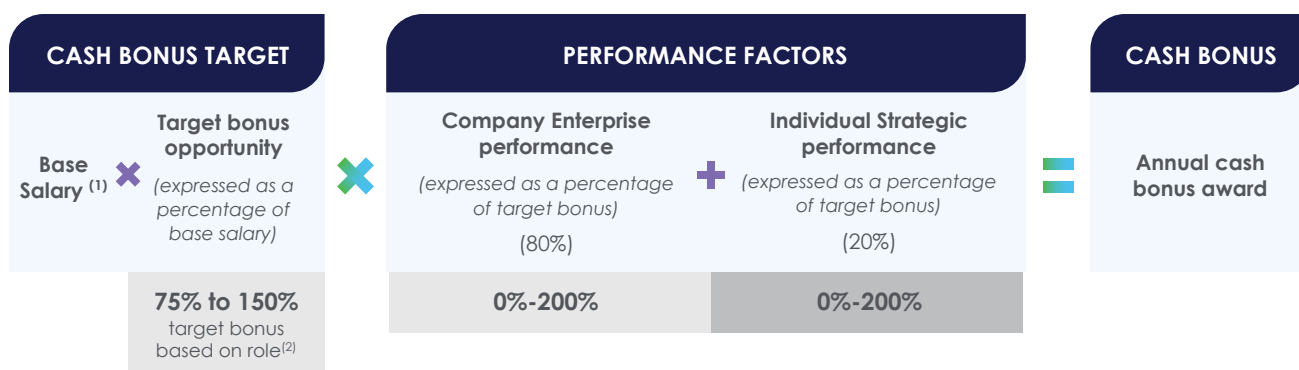 CASH BONUS TARGET
PERFORMANCE FACTORS
CASH BONUS
Base
Salary (1)
Target bonus
opportunity
(expressed as a
percentage of
base salary)
Company Enterprise
performance
(expressed as a percentage
of target bonus)
(80%)
Individual Strategic
performance
(expressed as a percentage
of target bonus)
(20%)
Annual cash
bonus award
75% to 150%
target bonus
based on role(2)
0%-200%
0%-200%